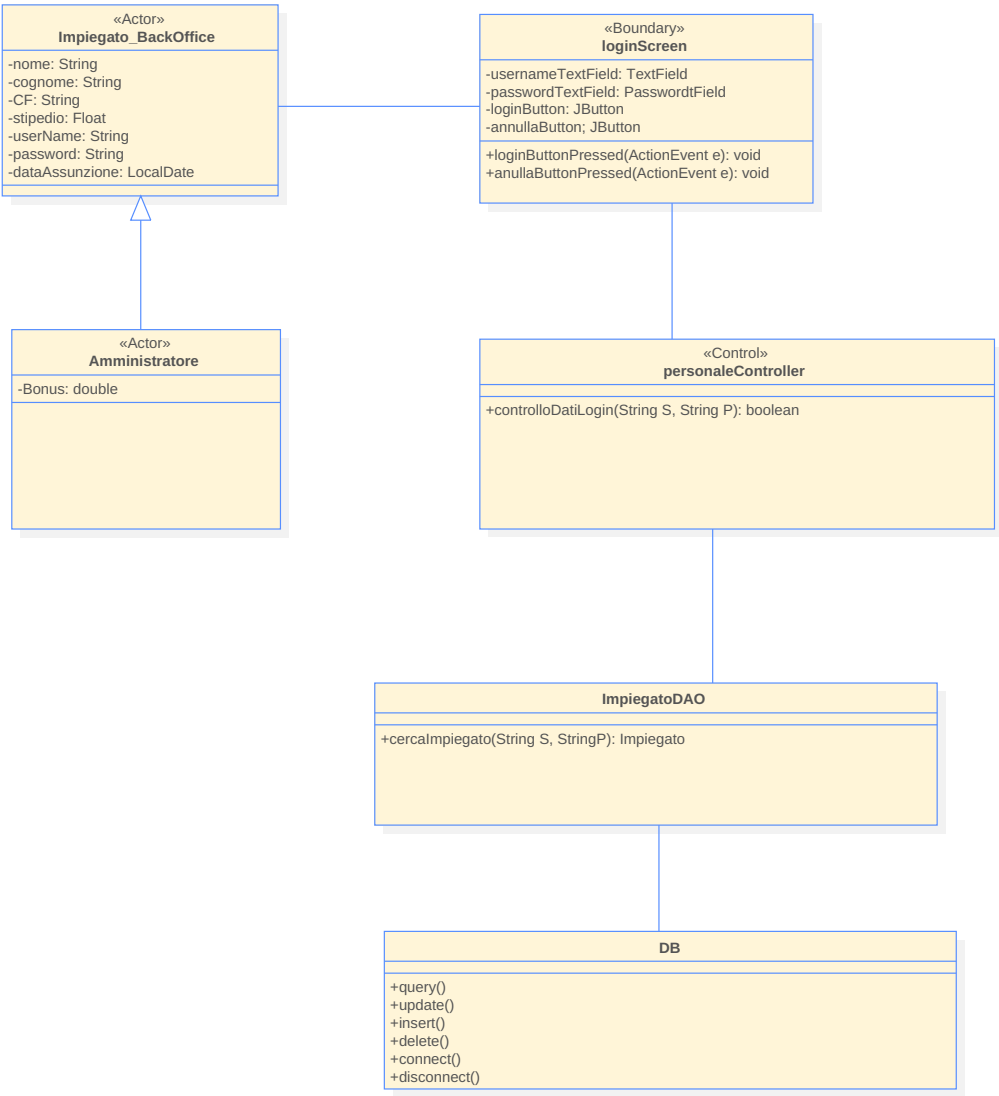 «Actor»
Impiegato_BackOffice
-nome: String
-cognome: String
-CF: String
-stipedio: Float
-userName: String
-password: String
-dataAssunzione: LocalDate
«Boundary»
loginScreen
-usernameTextField: TextField
-passwordTextField: PasswordtField
-loginButton: JButton
-annullaButton; JButton
+loginButtonPressed(ActionEvent e): void
+anullaButtonPressed(ActionEvent e): void
«Actor»
Amministratore
-Bonus: double
«Control»
personaleController
+controlloDatiLogin(String S, String P): boolean
ImpiegatoDAO
+cercaImpiegato(String S, StringP): Impiegato
DB
+query()
+update()
+insert()
+delete()
+connect()
+disconnect()